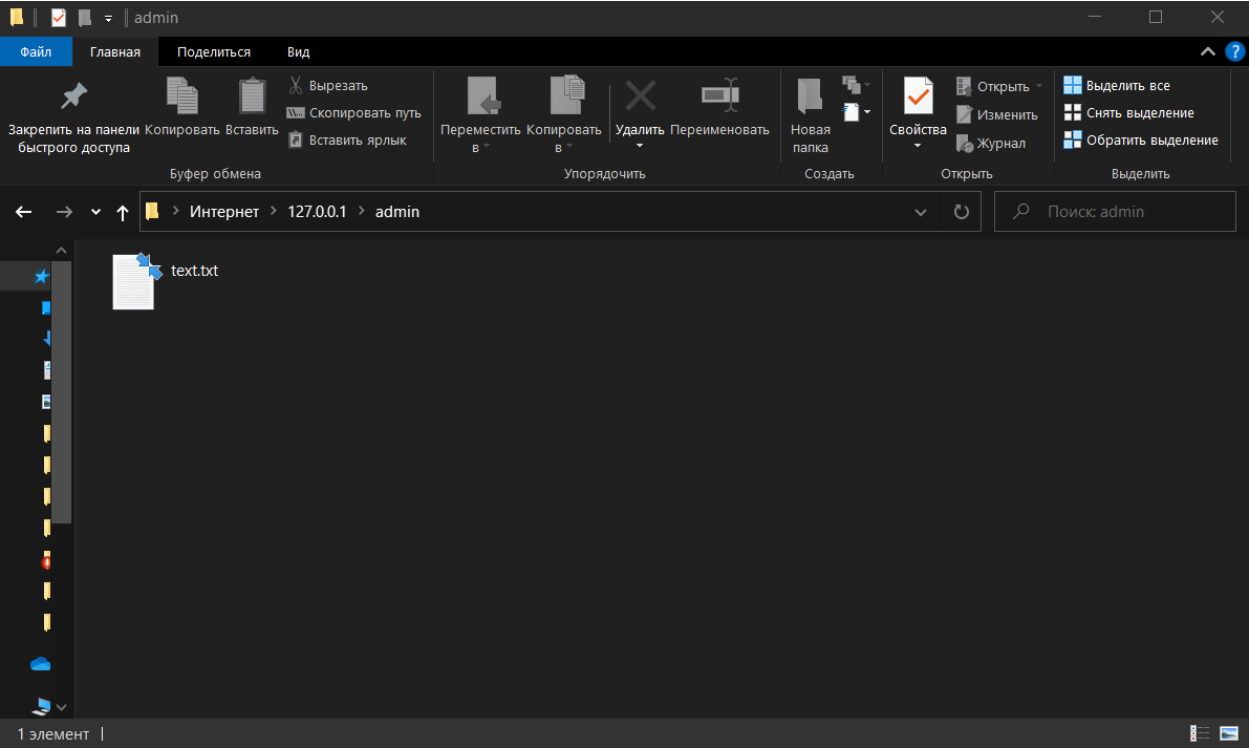 admin
Файл Главная Поделиться Вид
Закрепить на панели быстрого доступа
Копировать
Вставить
Вырезать
Скопировать путь
Вставить ярлык
Буфер обмена
Переместить в
Копировать в
Удалить
Переименовать
Упорядочить
Новая папка
Создать
Свойства
Открыть
Изменить
Журнал
Открыть
Выделить все
Снять выделение
Обратить выделение
Выделить
Интернет 127.0.0.1 admin
Поиск: admin
text.txt
1 элемент